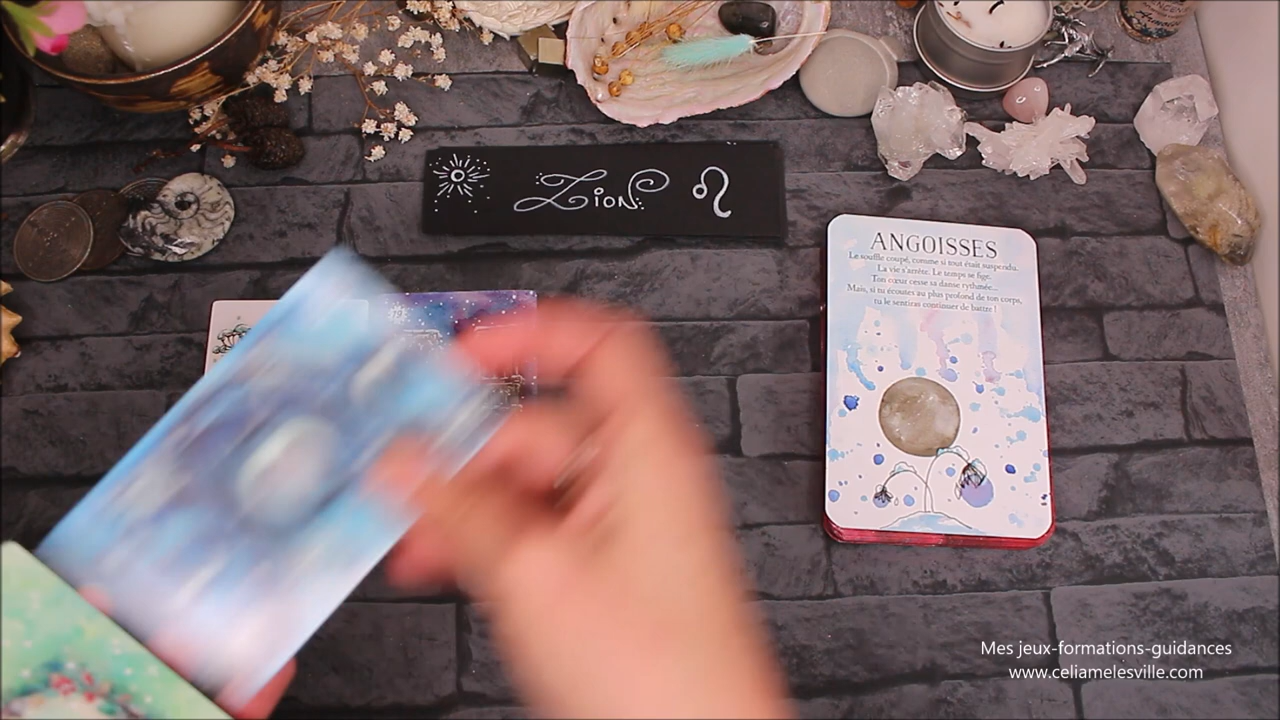 Lion
ANGOISSES
Le souffle coupé, comme si tout était suspendu.
La vie s'arrête. Le temps se fige.
Ton cœur cesse sa danse rythmée...
Mais, si tu écoutes au plus profond de ton corps,
tu le sentiras continuer de battre !
Mes jeux-formations-guidances
www.celiamelesville.com